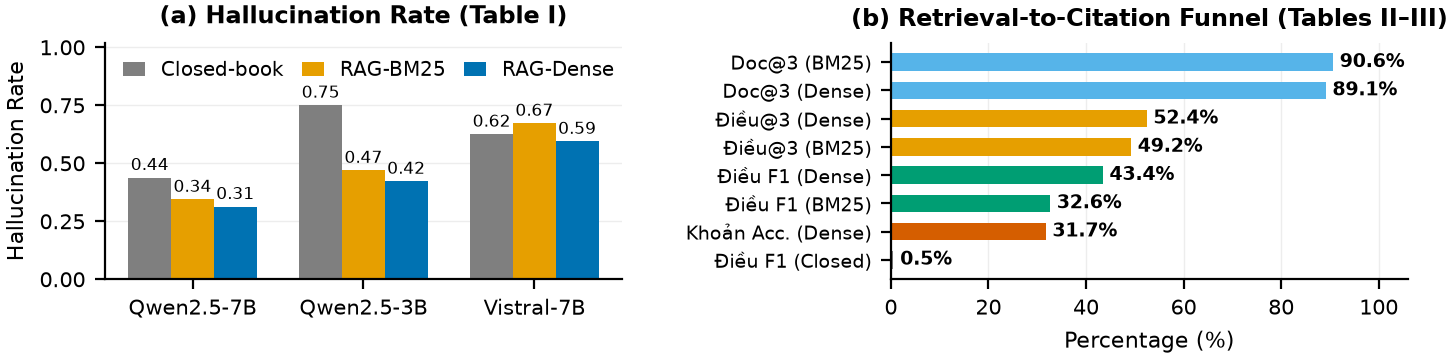 (a) Hallucination Rate (Table I)
Hallucination Rate
1.00
0.75
0.50
0.25
0.00
Closed-book
RAG-BM25
RAG-Dense
0.44
0.34
0.31
0.75
0.47
0.42
0.62
0.67
0.59
Qwen2.5-7B
Qwen2.5-3B
Vistral-7B
(b) Retrieval-to-Citation Funnel (Tables II–III)
Doc@3 (BM25) 90.6%
Doc@3 (Dense) 89.1%
Điều@3 (Dense) 52.4%
Điều@3 (BM25) 49.2%
Điều F1 (Dense) 43.4%
Điều F1 (BM25) 32.6%
Khoản Acc. (Dense) 31.7%
Điều F1 (Closed) 0.5%
0 20 40 60 80 100
Percentage (%)